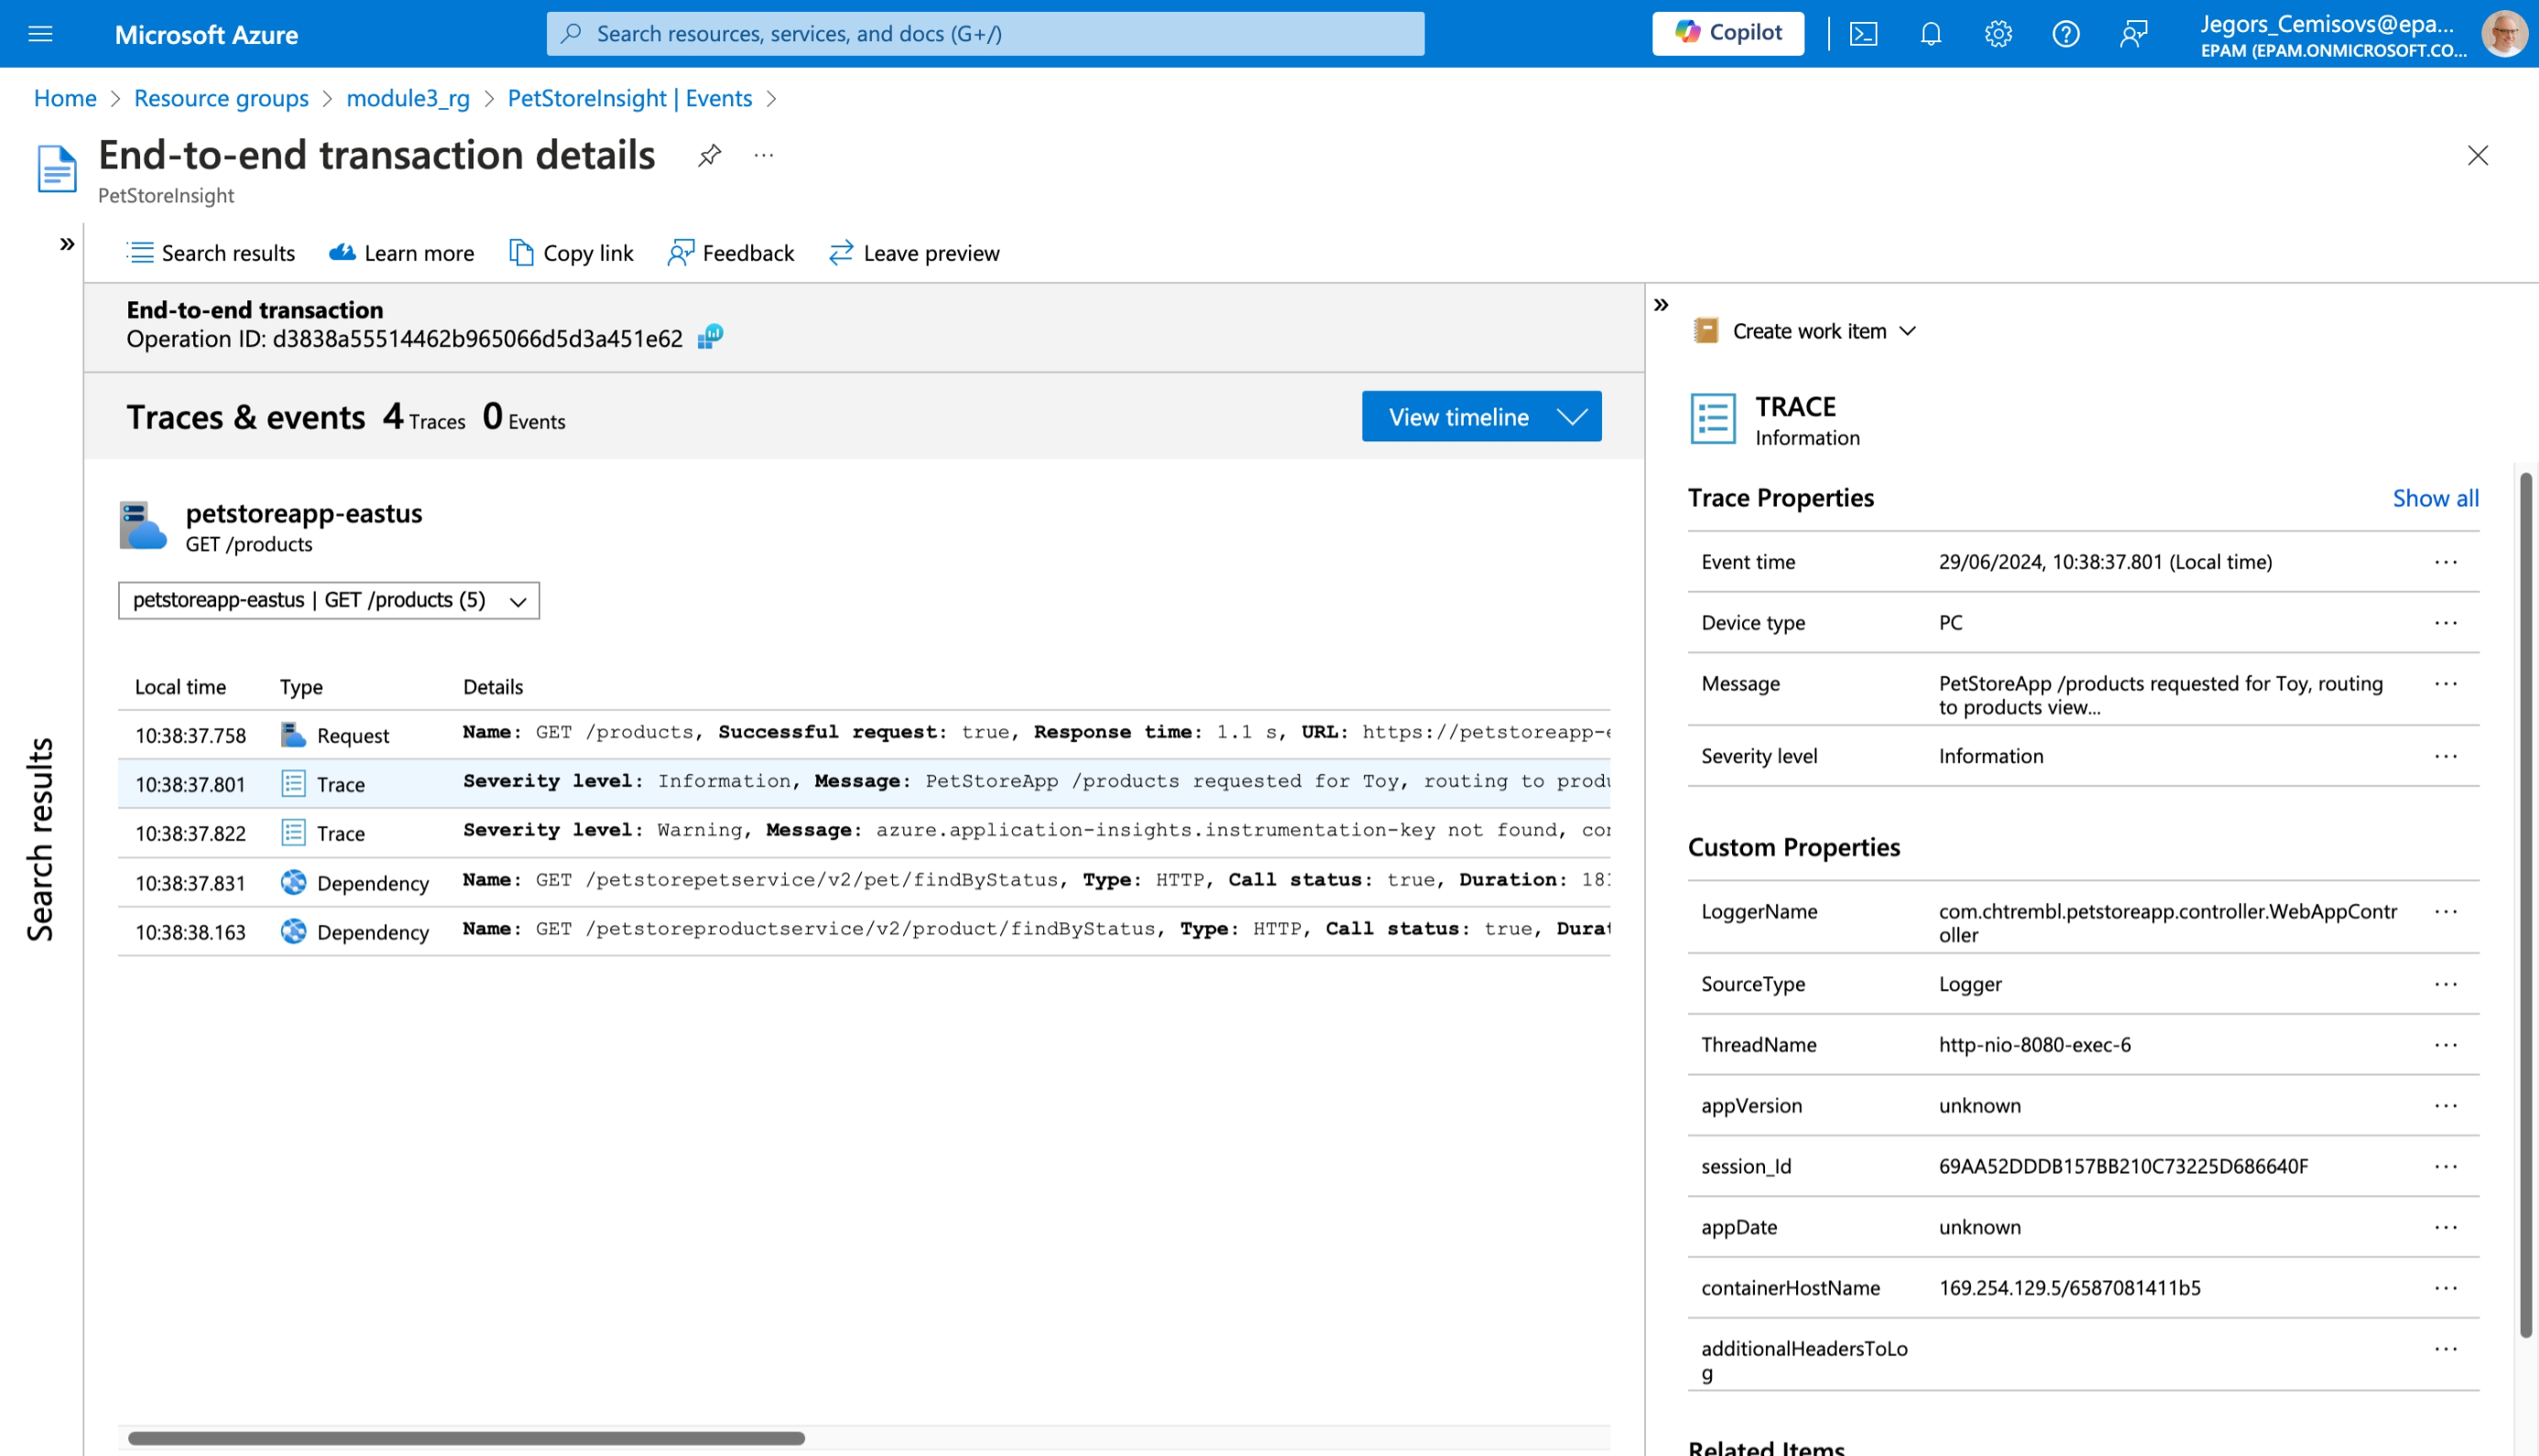 Microsoft Azure
Search resources, services, and docs (G+/)
Copilot
Jegors_Cemisovs@epa...
EPAM (EPAM.ONMICROSOFT.CO...
Home > Resource groups > module3_rg > PetStoreInsight | Events >
End-to-end transaction details
PetStoreInsight
Search results
Learn more
Copy link
Feedback
Leave preview
Search results
End-to-end transaction
Operation ID: d3838a55514462b965066d5d3a451e62
Traces & events 4 Traces 0 Events
View timeline
petstoreapp-eastus
GET /products
petstoreapp-eastus | GET /products (5)
Local time Type Details
10:38:37.758 Request Name: GET /products, Successful request: true, Response time: 1.1 s, URL: https://petstoreapp-e
10:38:37.801 Trace Severity level: Information, Message: PetStoreApp /products requested for Toy, routing to produ
10:38:37.822 Trace Severity level: Warning, Message: azure.application-insights.instrumentation-key not found, con
10:38:37.831 Dependency Name: GET /petstorepetservice/v2/pet/findByStatus, Type: HTTP, Call status: true, Duration: 181
10:38:38.163 Dependency Name: GET /petstoreproductservice/v2/product/findByStatus, Type: HTTP, Call status: true, Durat
Create work item
TRACE
Information
Trace Properties Show all
Event time 29/06/2024, 10:38:37.801 (Local time)
Device type PC
Message PetStoreApp /products requested for Toy, routing
to products view...
Severity level Information
Custom Properties
LoggerName com.chtrembl.petstoreapp.controller.WebAppContr
oller
SourceType Logger
ThreadName http-nio-8080-exec-6
appVersion unknown
session_Id 69AA52DDDB157BB210C73225D686640F
appDate unknown
containerHostName 169.254.129.5/6587081411b5
additionalHeadersToLo
g
Related Items